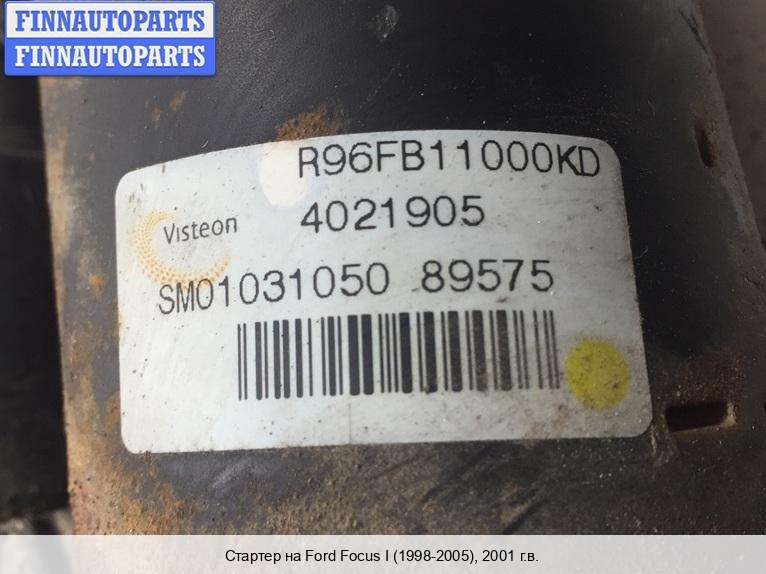 FINNAUTOPARTS
FINNAUTOPARTS
R96FB11000KD
Visteon 4021905
SM01031050 89575
Стартер на Ford Focus I (1998-2005), 2001 г.в.